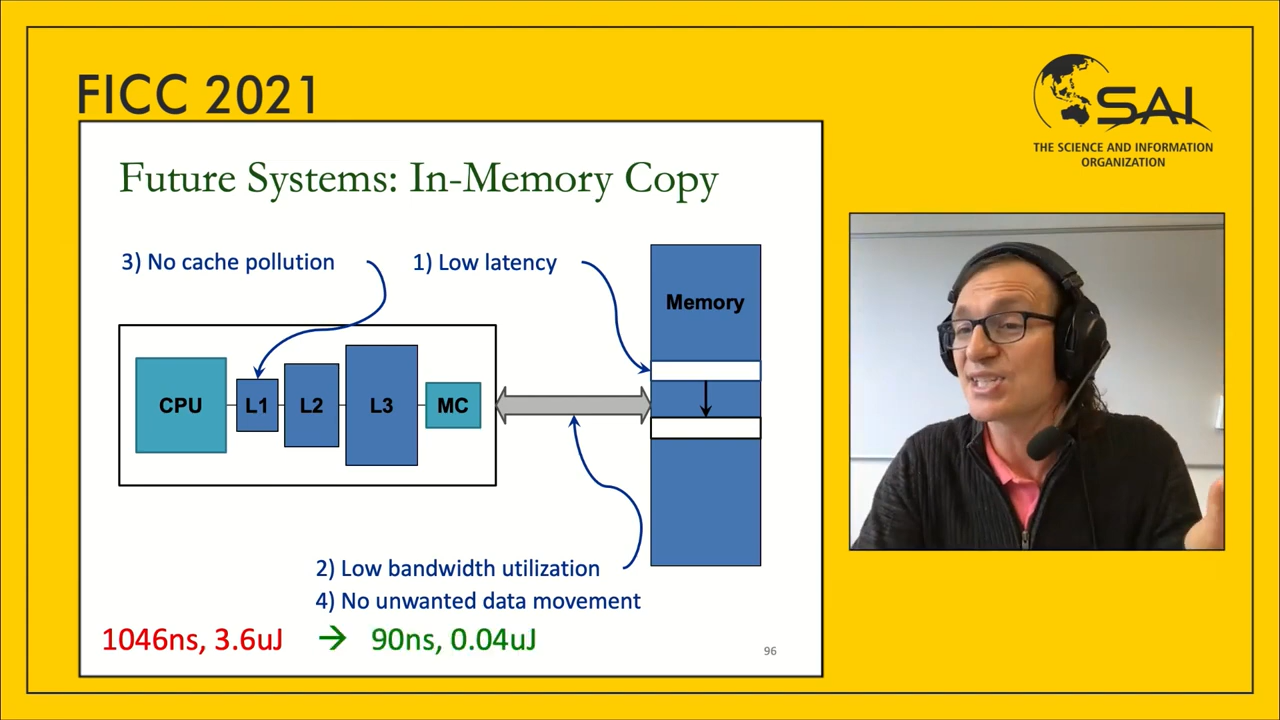 FICC 2021
SAI
THE SCIENCE AND INFORMATION
ORGANIZATION
Future Systems: In-Memory Copy
3) No cache pollution
1) Low latency
Memory
CPU
L1
L2
L3
MC
2) Low bandwidth utilization
4) No unwanted data movement
1046ns, 3.6uJ → 90ns, 0.04uJ
96